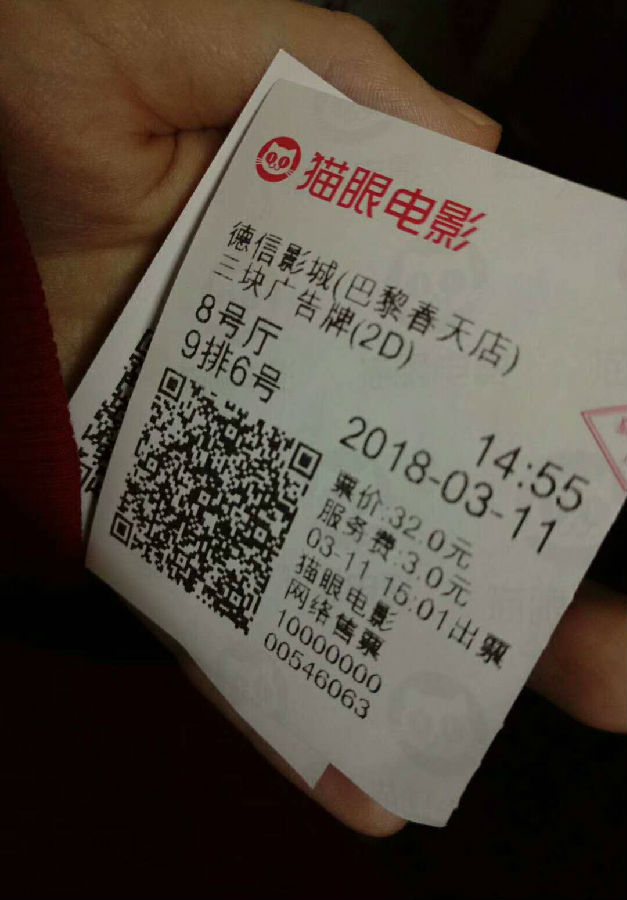 猫眼电影
德信影城(巴黎春天店)
三块广告牌(2D)
8号厅
9排6号
14:55
2018-03-11
票价:32.0元
服务费:3.0元
03-11 15:01出票
猫眼电影
网络售票
10000000
00546063